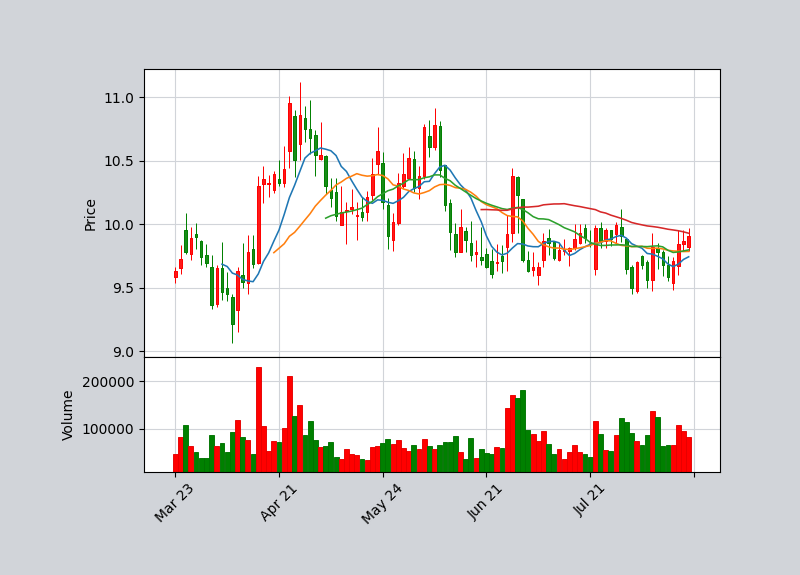 11.0
10.5
10.0
9.5
9.0
Price
200000
100000
Volume
Mar 23
Apr 21
May 24
Jun 21
Jul 21